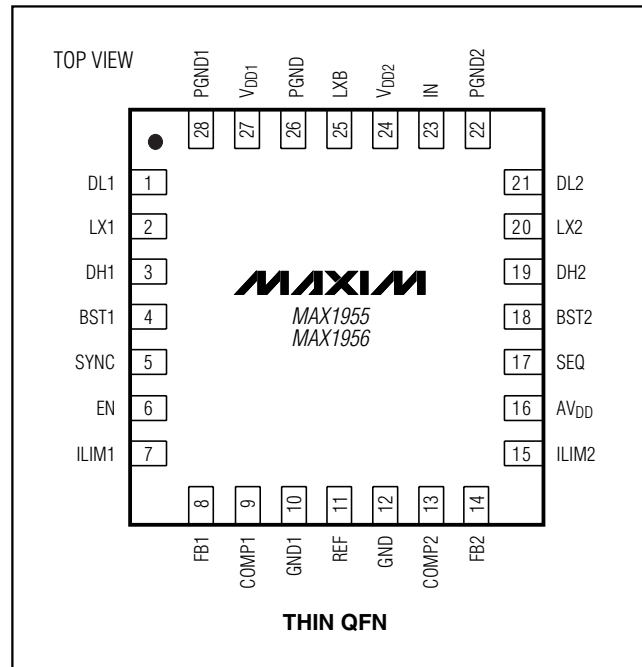 TOP VIEW
PGND1
VDD1
PGND
LXB
VDD2
IN
PGND2
28
27
26
25
24
23
22
DL1 1
LX1 2
DH1 3
BST1 4
SYNC 5
EN 6
ILIM1 7
MAXIM
MAX1955
MAX1956
21 DL2
20 LX2
19 DH2
18 BST2
17 SEQ
16 AVDD
15 ILIM2
8
9
10
11
12
13
14
FB1
COMP1
GND1
REF
GND
COMP2
FB2
THIN QFN